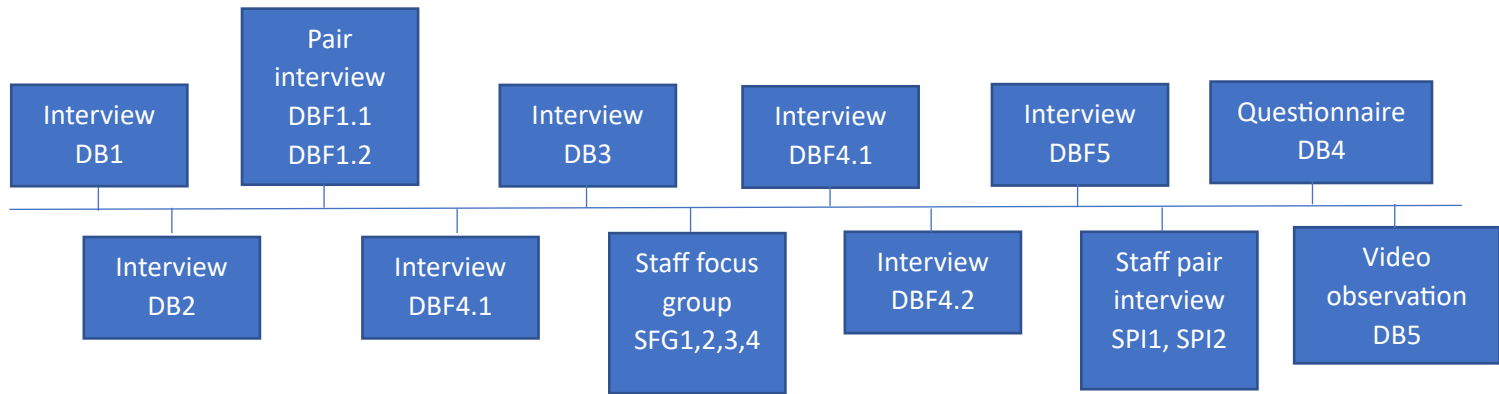 Interview
DB1
Pair
interview
DBF1.1
DBF1.2
Interview
DB3
Interview
DBF4.1
Interview
DBF5
Questionnaire
DB4
Interview
DB2
Interview
DBF4.1
Staff focus
group
SFG1,2,3,4
Interview
DBF4.2
Staff pair
interview
SPI1, SPI2
Video
observation
DB5